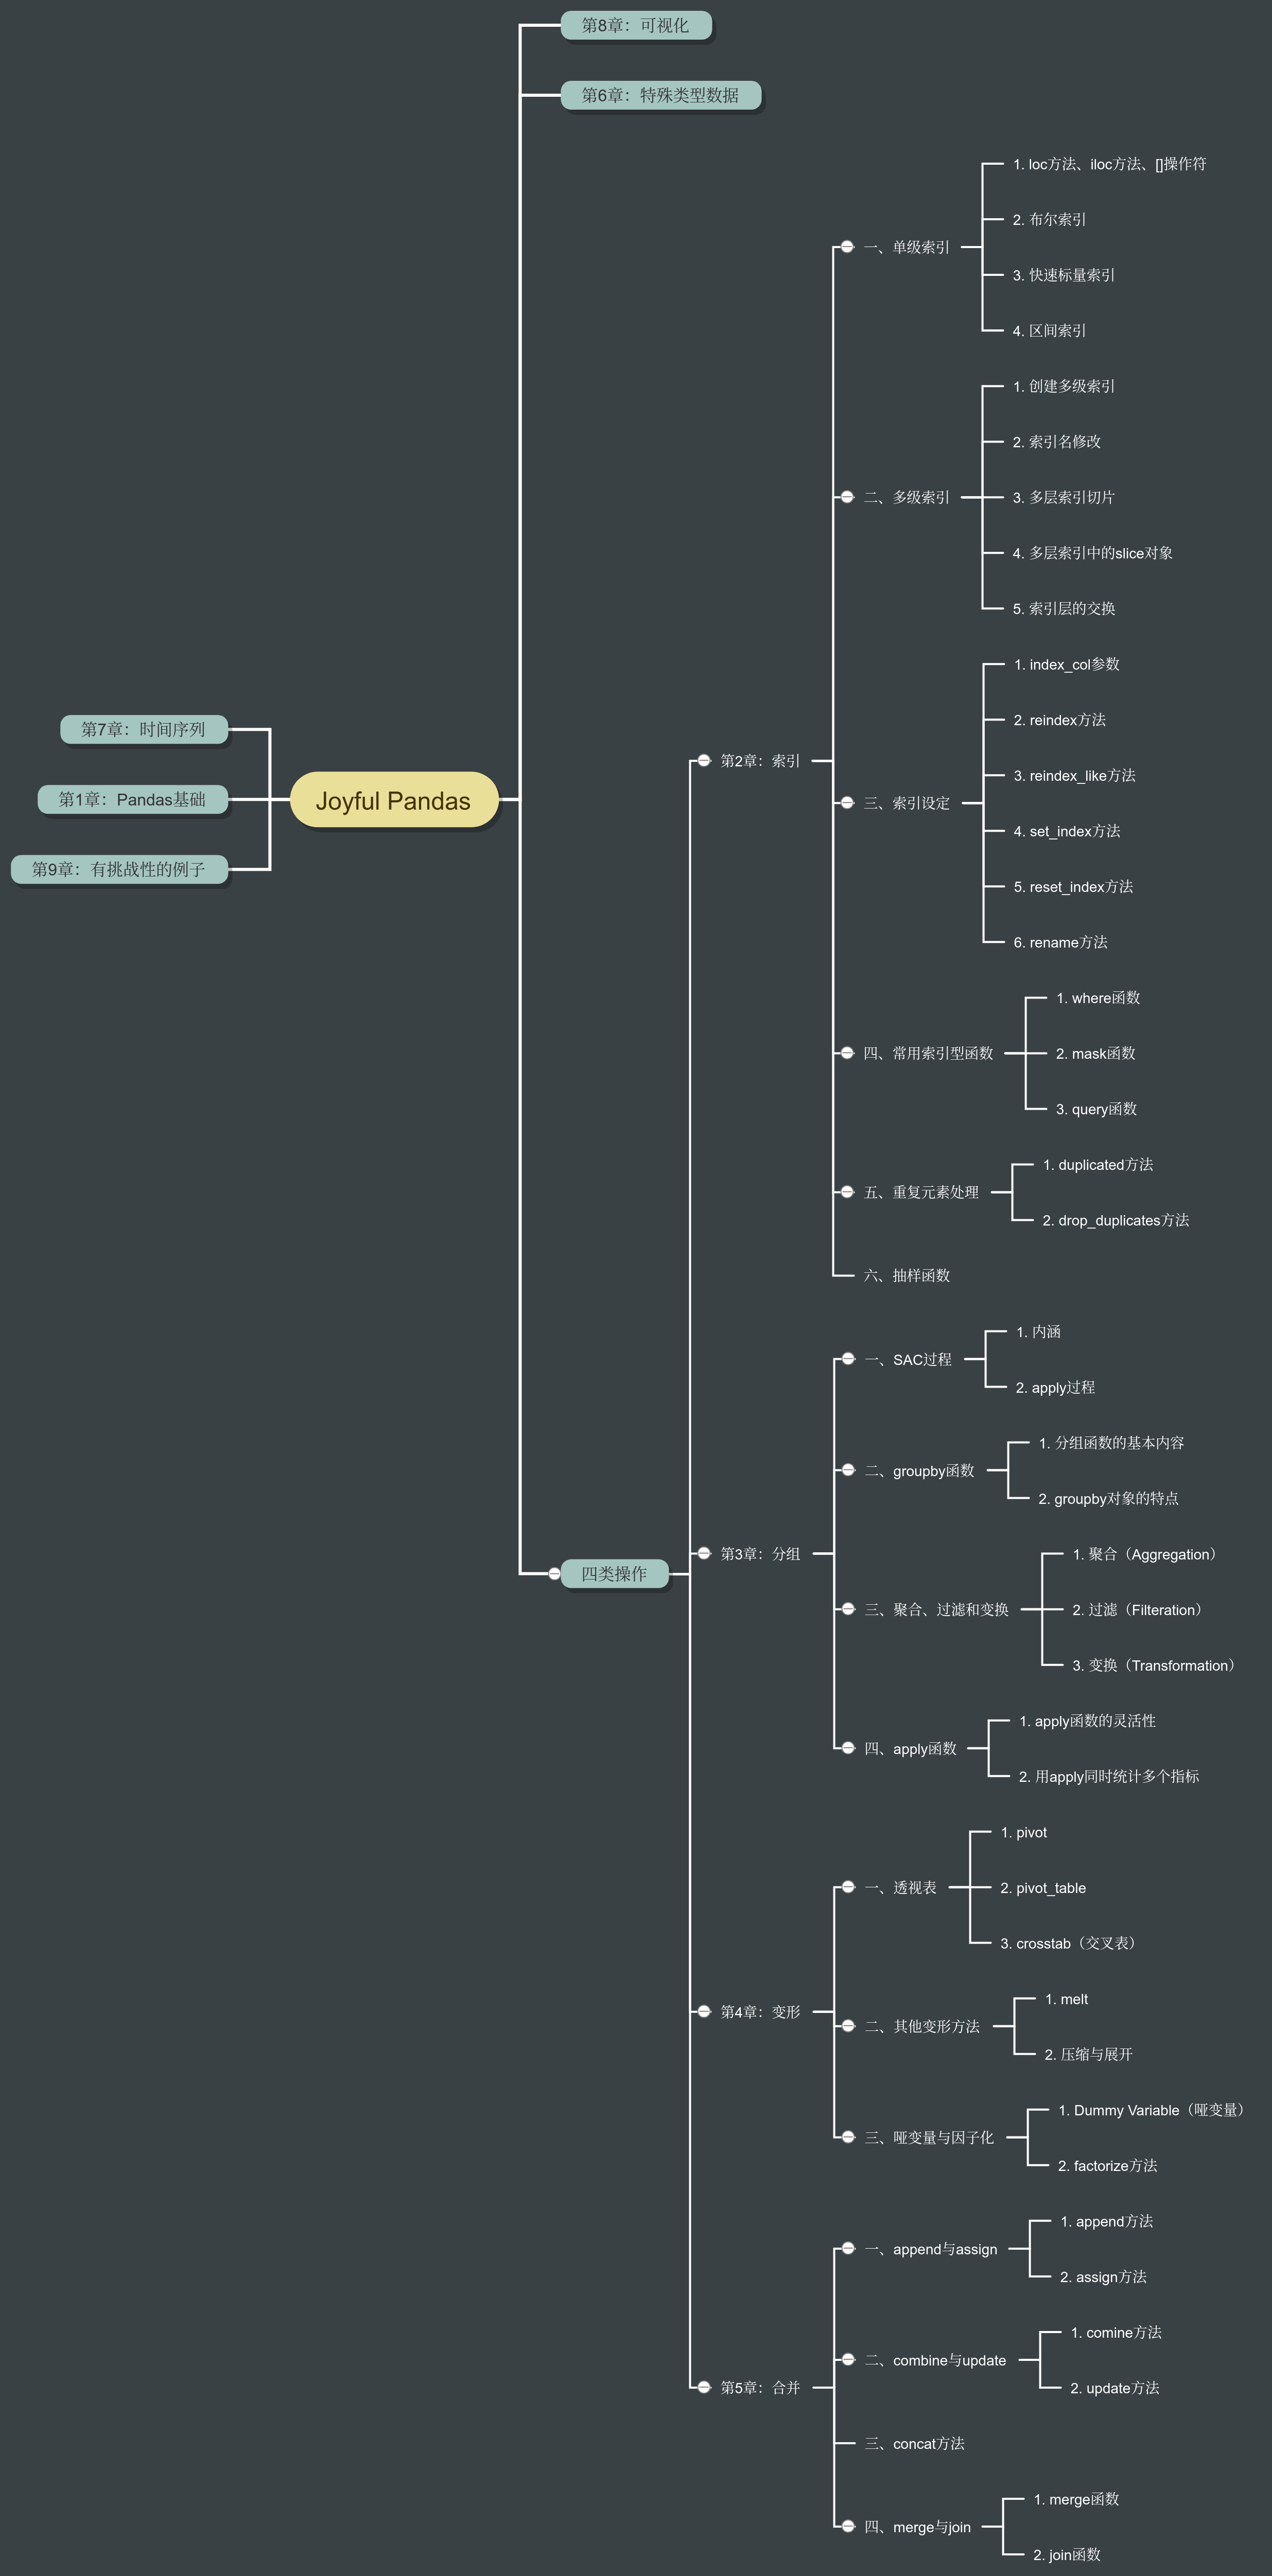 第8章：可视化
第6章：特殊类型数据
第7章：时间序列
第1章：Pandas基础
第9章：有挑战性的例子
Joyful Pandas
四类操作
第2章：索引
一、单级索引
1. loc方法、iloc方法、[]操作符
2. 布尔索引
3. 快速标量索引
4. 区间索引
二、多级索引
1. 创建多级索引
2. 索引名修改
3. 多层索引切片
4. 多层索引中的slice对象
5. 索引层的交换
三、索引设定
1. index_col参数
2. reindex方法
3. reindex_like方法
4. set_index方法
5. reset_index方法
6. rename方法
四、常用索引型函数
1. where函数
2. mask函数
3. query函数
五、重复元素处理
1. duplicated方法
2. drop_duplicates方法
六、抽样函数
第3章：分组
一、SAC过程
1. 内涵
2. apply过程
二、groupby函数
1. 分组函数的基本内容
2. groupby对象的特点
三、聚合、过滤和变换
1. 聚合（Aggregation）
2. 过滤（Filteration）
3. 变换（Transformation）
四、apply函数
1. apply函数的灵活性
2. 用apply同时统计多个指标
第4章：变形
一、透视表
1. pivot
2. pivot_table
3. crosstab（交叉表）
二、其他变形方法
1. melt
2. 压缩与展开
三、哑变量与因子化
1. Dummy Variable（哑变量）
2. factorize方法
第5章：合并
一、append与assign
1. append方法
2. assign方法
二、combine与update
1. comine方法
2. update方法
三、concat方法
四、merge与join
1. merge函数
2. join函数